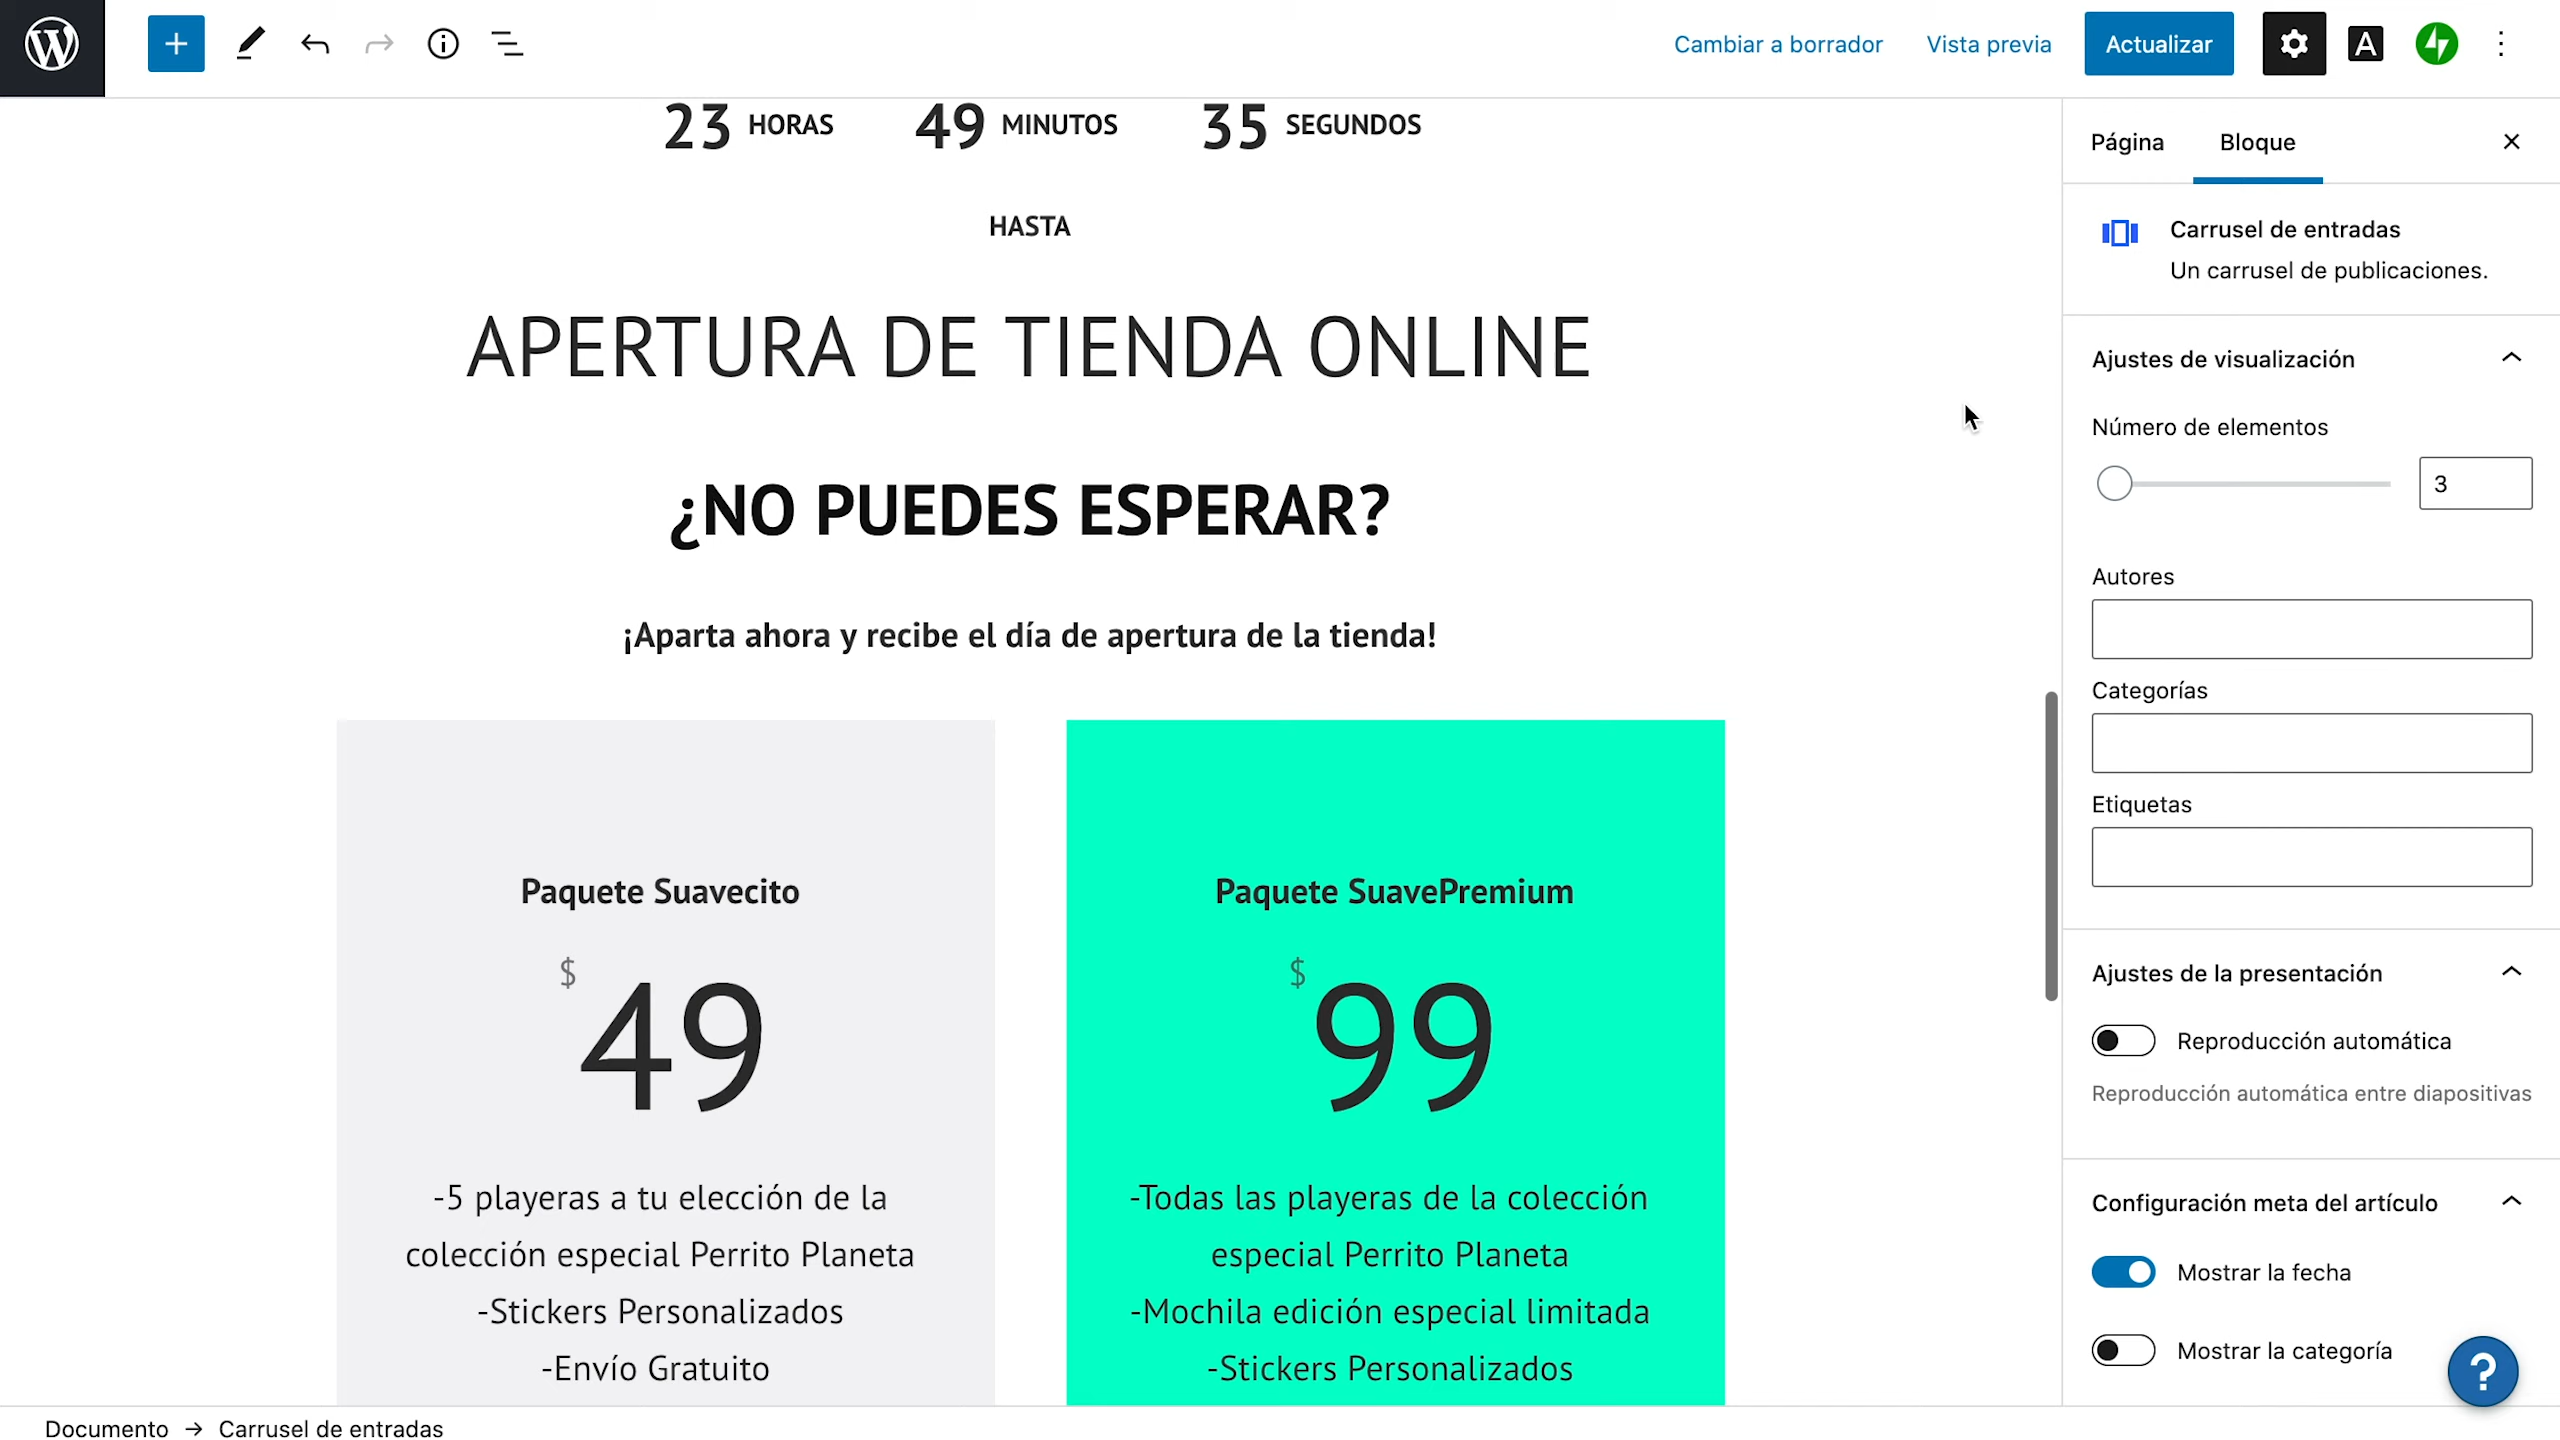 Cambiar a borrador
Vista previa
Actualizar
A
23 HORAS 49 MINUTOS 35 SEGUNDOS
HASTA
APERTURA DE TIENDA ONLINE
¿NO PUEDES ESPERAR?
¡Aparta ahora y recibe el día de apertura de la tienda!
Paquete Suavecito
$ 49
-5 playeras a tu elección de la
colección especial Perrito Planeta
-Stickers Personalizados
-Envío Gratuito
Paquete SuavePremium
$ 99
-Todas las playeras de la colección
especial Perrito Planeta
-Mochila edición especial limitada
-Stickers Personalizados
Página
Bloque
Carrusel de entradas
Un carrusel de publicaciones.
Ajustes de visualización
Número de elementos
3
Autores
Categorías
Etiquetas
Ajustes de la presentación
Reproducción automática
Reproducción automática entre diapositivas
Configuración meta del artículo
Mostrar la fecha
Mostrar la categoría
?
Documento → Carrusel de entradas